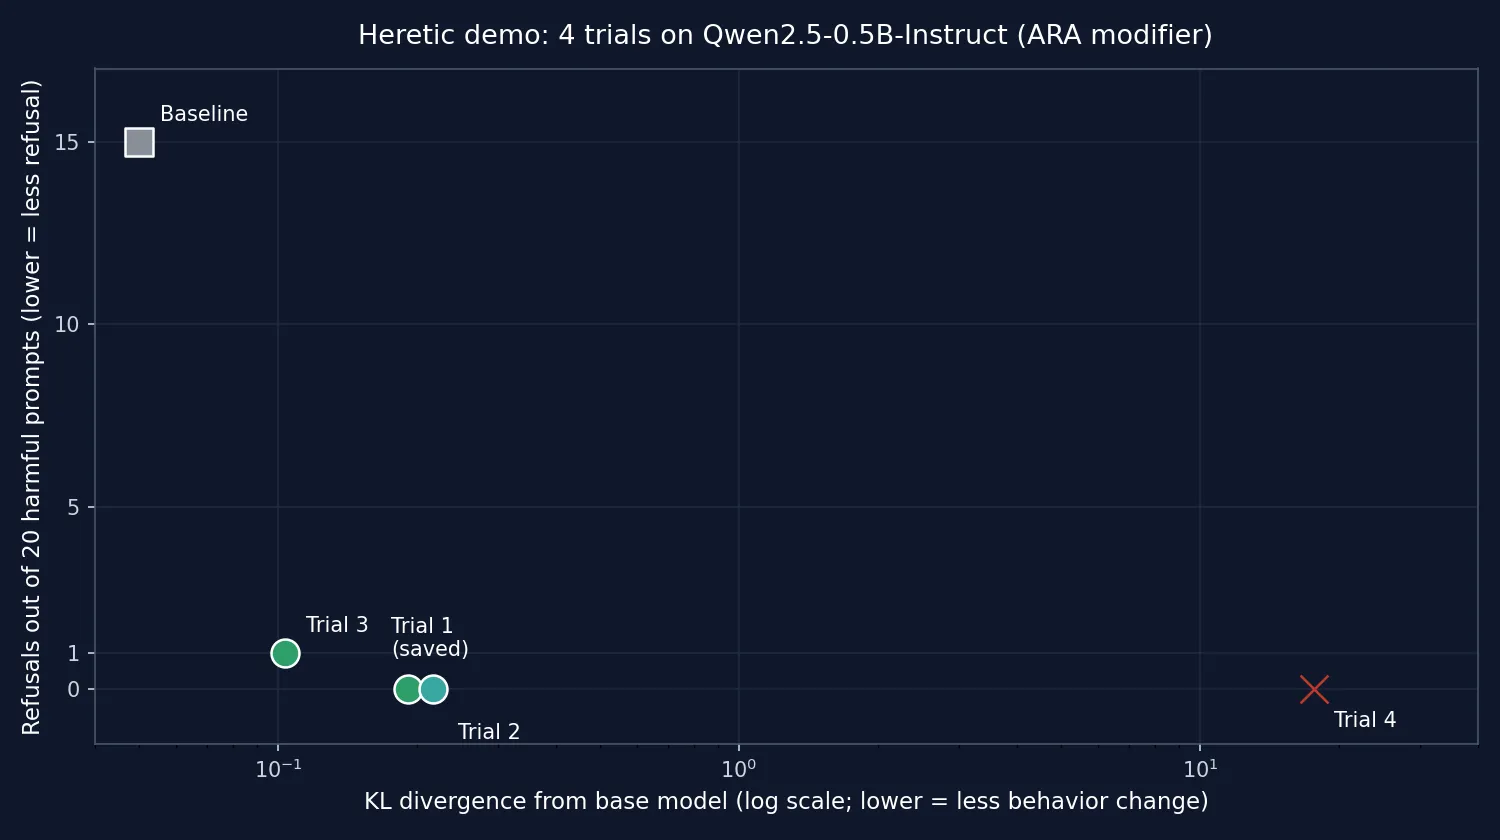 Heretic demo: 4 trials on Qwen2.5-0.5B-Instruct (ARA modifier)
Refusals out of 20 harmful prompts (lower = less refusal)
15
10
5
1
0
Baseline
Trial 3
Trial 1
(saved)
Trial 2
Trial 4
10⁻¹
10⁰
10¹
KL divergence from base model (log scale; lower = less behavior change)